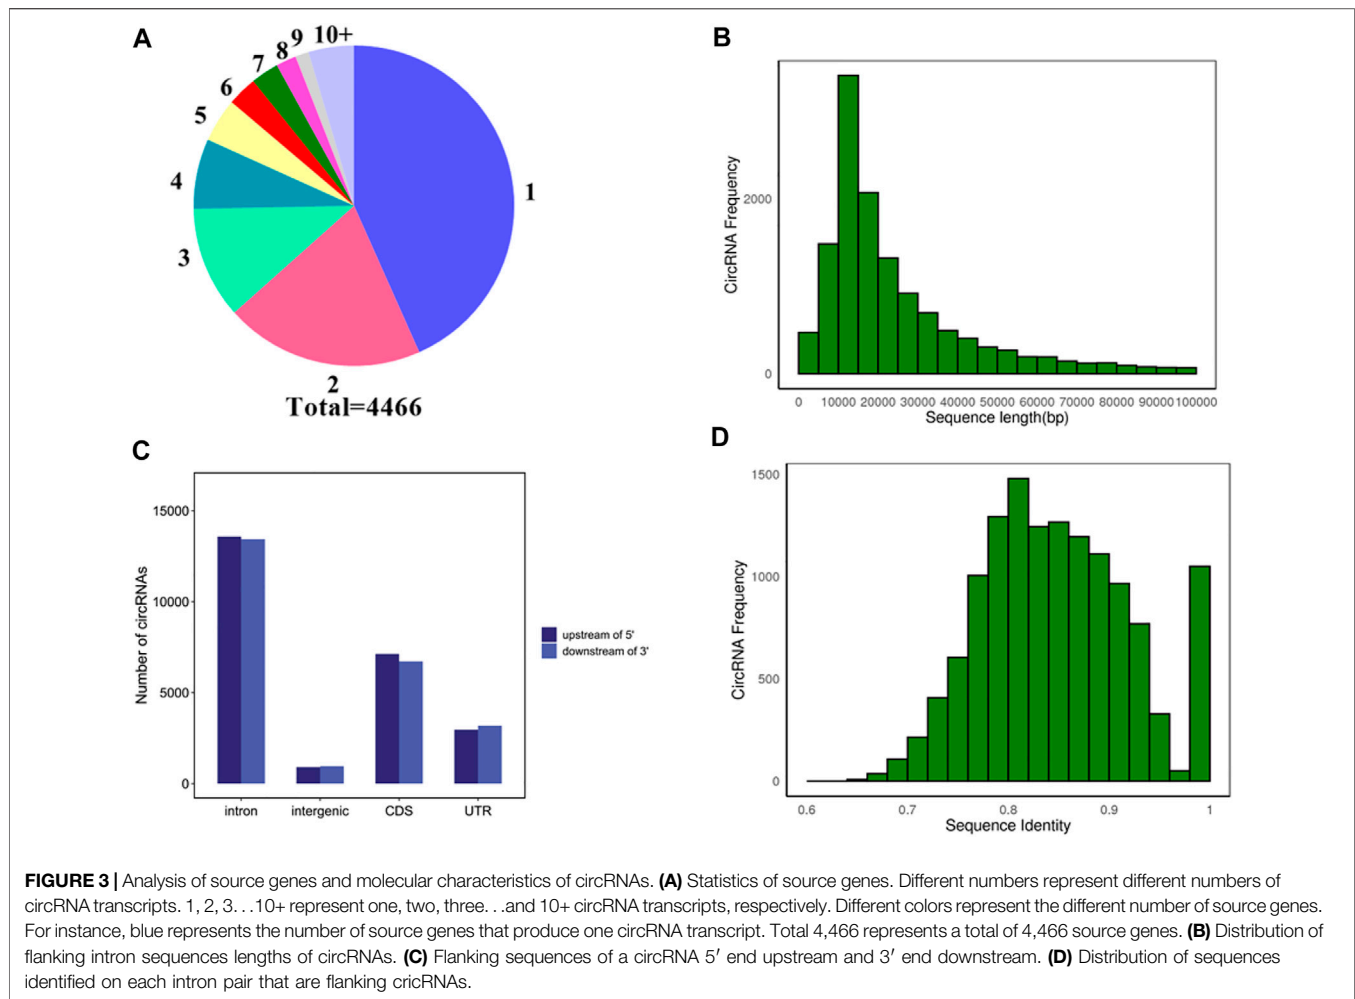 A
1
2
3
4
5
6
7
8
9
10+
Total=4466
B
CircRNA Frequency
2000
0
0 10000 20000 30000 40000 50000 60000 70000 80000 90000 100000
Sequence length(bp)
C
Number of circRNAs
15000
10000
5000
0
intron intergenic CDS UTR
upstream of 5'
downstream of 3'
D
CircRNA Frequency
1500
1000
500
0
0.6 0.7 0.8 0.9 1
Sequence Identity
FIGURE 3 | Analysis of source genes and molecular characteristics of circRNAs. (A) Statistics of source genes. Different numbers represent different numbers of
circRNA transcripts. 1, 2, 3. . .10+ represent one, two, three. . .and 10+ circRNA transcripts, respectively. Different colors represent the different number of source genes.
For instance, blue represents the number of source genes that produce one circRNA transcript. Total 4,466 represents a total of 4,466 source genes. (B) Distribution of
flanking intron sequences lengths of circRNAs. (C) Flanking sequences of a circRNA 5′ end upstream and 3′ end downstream. (D) Distribution of sequences
identified on each intron pair that are flanking cricRNAs.